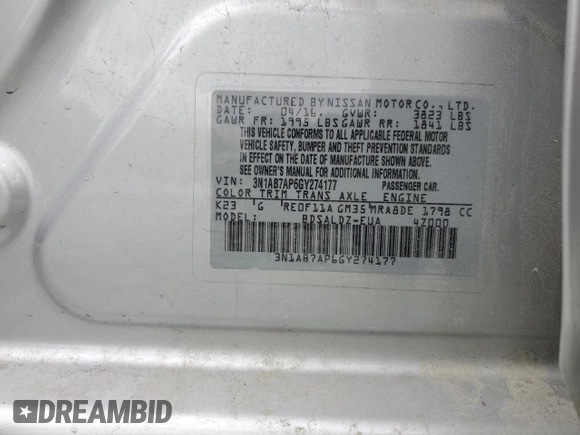 MANUFACTURED BY NISSAN MOTOR CO., LTD.
DATE: 04/16. GVWR: 3823 LBS
GAWR FR: 1995 LBS GAWR RR: 1841 LBS
THIS VEHICLE CONFORMS TO ALL APPLICABLE FEDERAL MOTOR
VEHICLE SAFETY, BUMPER AND THEFT PREVENTION STANDARDS
IN EFFECT ON THE DATE OF MANUFACTURE SHOWN ABOVE.
SEE OWNER'S MANUAL FOR ADDITIONAL INFORMATION
VIN: 3N1AB7AP6GY274177 PASSENGER CAR.
COLOR TRIM TRANS AXLE ENGINE
K23 G RE0F11A GM35 MRA8DE 1798 CC
MODEL: BDSALDZ-EUA 4Z000
3N1AB7AP6GY274177
DREAMBID